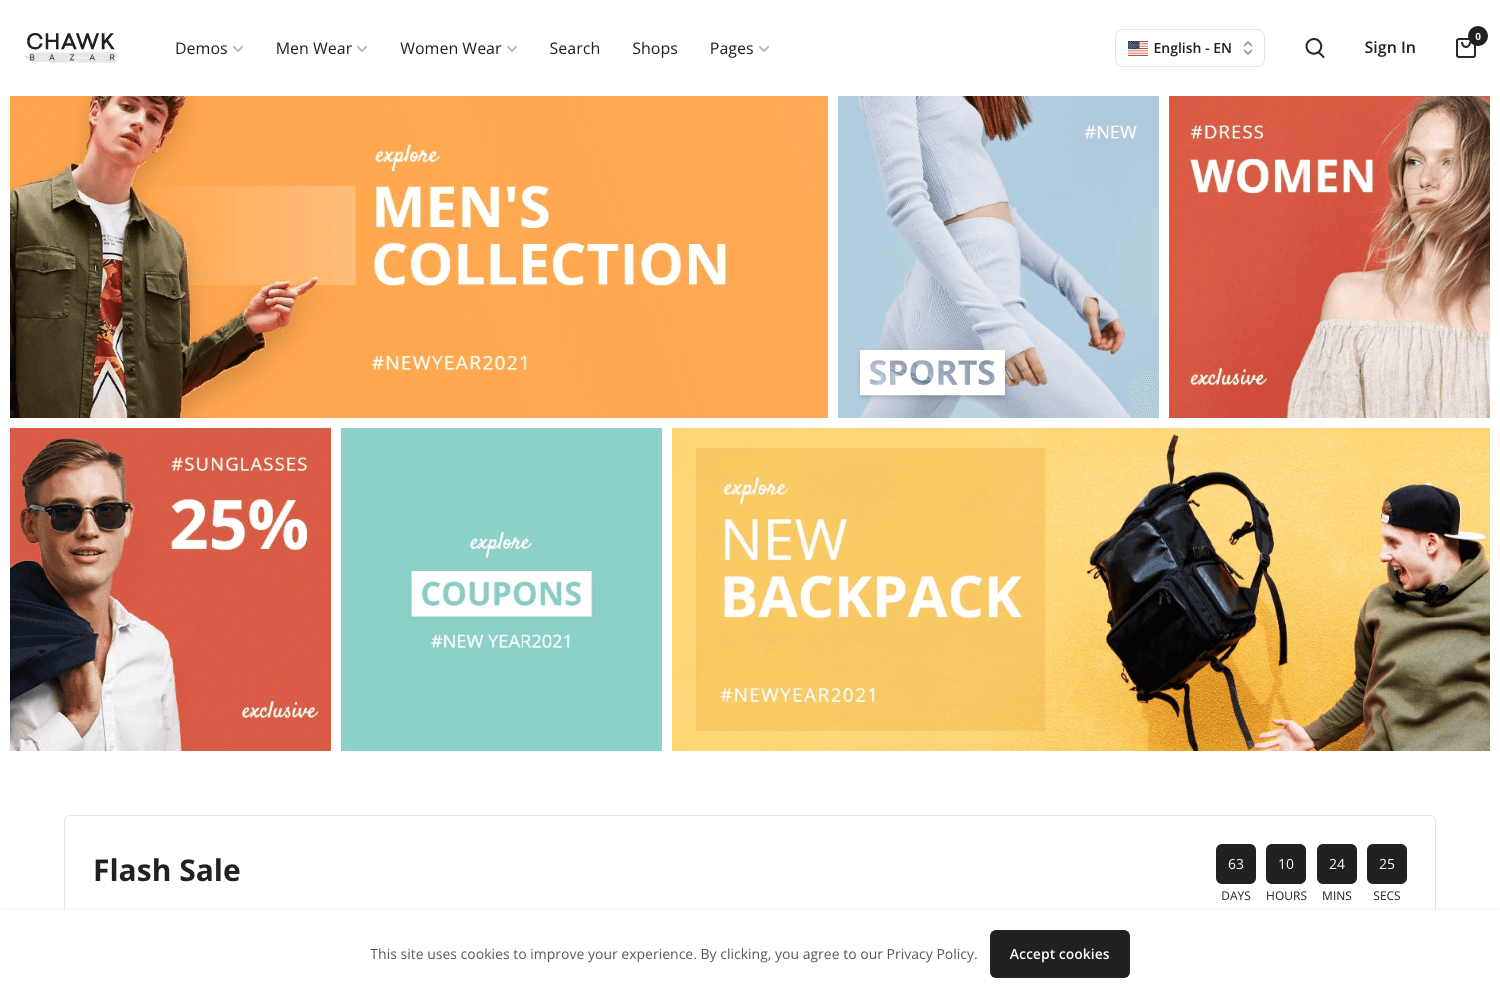 CHAWK
BAZAR
Demos
Men Wear
Women Wear
Search
Shops
Pages
English - EN
Sign In
0
explore
MEN'S
COLLECTION
#NEWYEAR2021
#NEW
SPORTS
#DRESS
WOMEN
exclusive
#SUNGLASSES
25%
exclusive
explore
COUPONS
#NEW YEAR2021
explore
NEW
BACKPACK
#NEWYEAR2021
Flash Sale
63 10 24 25
DAYS HOURS MINS SECS
This site uses cookies to improve your experience. By clicking, you agree to our Privacy Policy.
Accept cookies